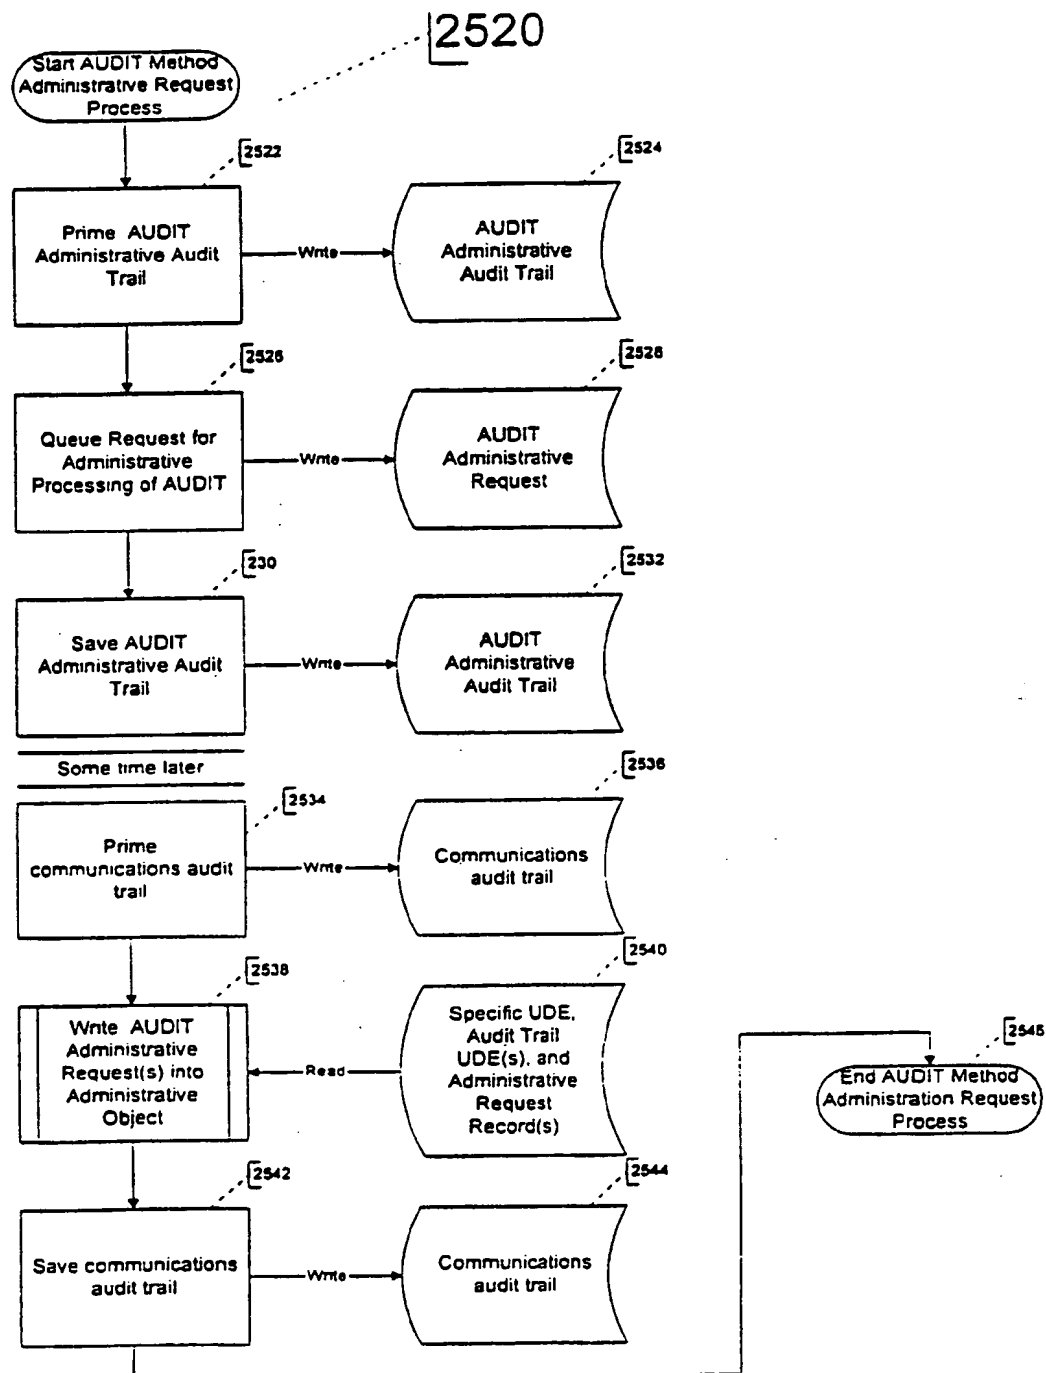 2520
Start AUDIT Method
Administrative Request
Process
2522
2524
Prime AUDIT
Administrative Audit
Trail
Write
AUDIT
Administrative
Audit Trail
2526
2528
Queue Request for
Administrative
Processing of AUDIT
Write
AUDIT
Administrative
Request
230
2532
Save AUDIT
Administrative Audit
Trail
Write
AUDIT
Administrative
Audit Trail
Some time later
2534
2536
Prime
communications audit
trail
Write
Communications
audit trail
2538
2540
Write AUDIT
Administrative
Request(s) into
Administrative
Object
Read
Specific UDE,
Audit Trail
UDE(s), and
Administrative
Request
Record(s)
2546
End AUDIT Method
Administration Request
Process
2542
2544
Save communications
audit trail
Write
Communications
audit trail